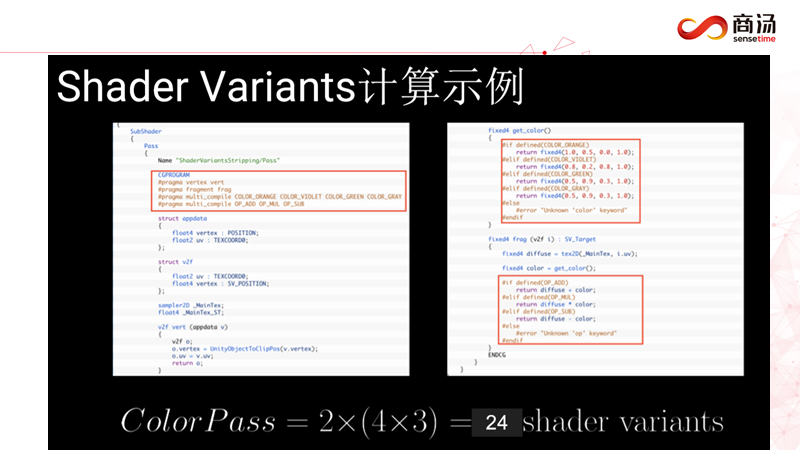 商汤
sensetime
Shader Variants计算示例
{
SubShader
{
Pass
{
Name "ShaderVariantsStripping/Pass"
CGPROGRAM
#pragma vertex vert
#pragma fragment frag
#pragma multi_compile COLOR_ORANGE COLOR_VIOLET COLOR_GREEN COLOR_GRAY
#pragma multi_compile OP_ADD OP_MUL OP_SUB
struct appdata
{
float4 vertex : POSITION;
float2 uv : TEXCOORD0;
};
struct v2f
{
float2 uv : TEXCOORD0;
float4 vertex : SV_POSITION;
};
sampler2D _MainTex;
float4 _MainTex_ST;
v2f vert (appdata v)
{
v2f o;
o.vertex = UnityObjectToClipPos(v.vertex);
o.uv = v.uv;
return o;
}
fixed4 get_color()
{
#if defined(COLOR_ORANGE)
return fixed4(1.0, 0.5, 0.0, 1.0);
#elif defined(COLOR_VIOLET)
return fixed4(0.8, 0.2, 0.8, 1.0);
#elif defined(COLOR_GREEN)
return fixed4(0.5, 0.9, 0.3, 1.0);
#elif defined(COLOR_GRAY)
return fixed4(0.5, 0.9, 0.3, 1.0);
#else
#error "Unknown 'color' keyword"
#endif
}
fixed4 frag (v2f i) : SV_Target
{
fixed4 diffuse = tex2D(_MainTex, i.uv);
fixed4 color = get_color();
#if defined(OP_ADD)
return diffuse + color;
#elif defined(OP_MUL)
return diffuse * color;
#elif defined(OP_SUB)
return diffuse - color;
#else
#error "Unknown 'op' keyword"
#endif
}
ENDCG
}
}
ColorPass = 2×(4×3) = 24 shader variants